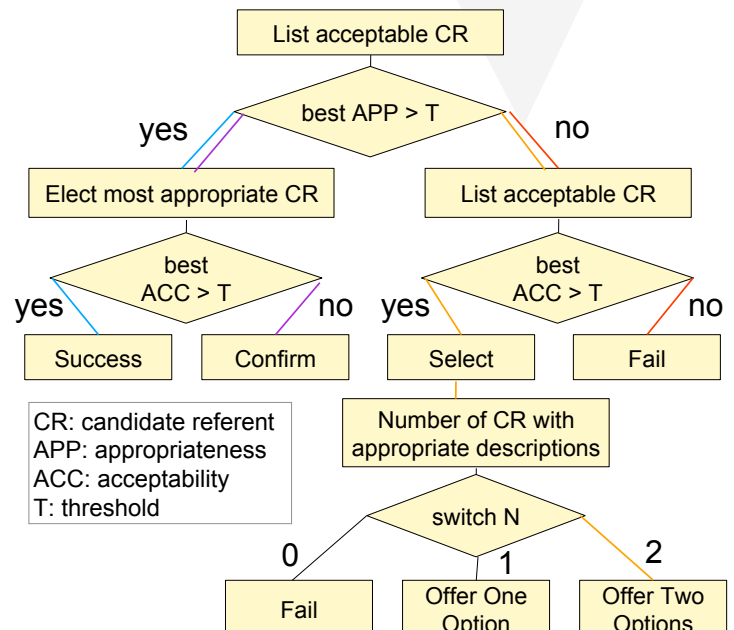 List acceptable CR
best APP > T
yes
no
Elect most appropriate CR
List acceptable CR
best
ACC > T
best
ACC > T
yes
no
yes
no
Success
Confirm
Select
Fail
CR: candidate referent
APP: appropriateness
ACC: acceptability
T: threshold
Number of CR with
appropriate descriptions
switch N
0
1
2
Fail
Offer One
Option
Offer Two
Options